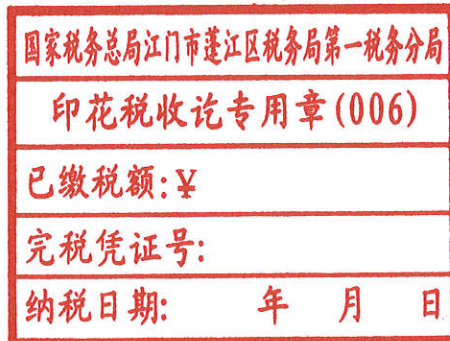 国家税务总局江门市蓬江区税务局第一税务分局
印花税收讫专用章(006)
已缴税额:¥
完税凭证号:
纳税日期: 年 月 日